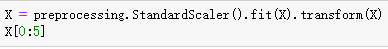 X = preprocessing.StandardScaler().fit(X).transform(X)
X[0:5]